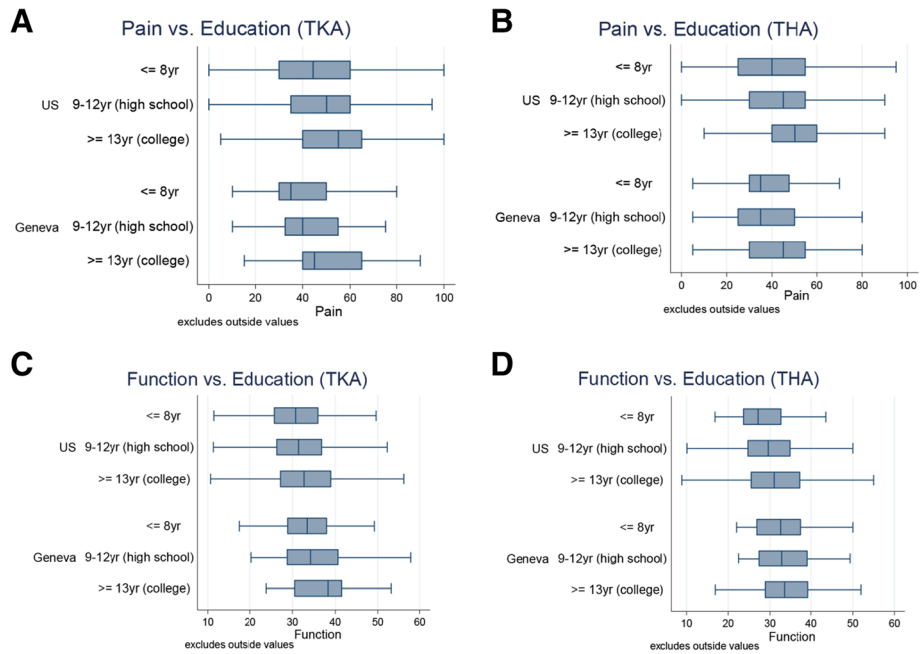 A
Pain vs. Education (TKA)
<= 8yr
US 9-12yr (high school)
>= 13yr (college)
<= 8yr
Geneva 9-12yr (high school)
>= 13yr (college)
0 20 40 60 80 100
Pain
excludes outside values
B
Pain vs. Education (THA)
<= 8yr
US 9-12yr (high school)
>= 13yr (college)
<= 8yr
Geneva 9-12yr (high school)
>= 13yr (college)
0 20 40 60 80 100
Pain
excludes outside values
C
Function vs. Education (TKA)
<= 8yr
US 9-12yr (high school)
>= 13yr (college)
<= 8yr
Geneva 9-12yr (high school)
>= 13yr (college)
10 20 30 40 50 60
Function
excludes outside values
D
Function vs. Education (THA)
<= 8yr
US 9-12yr (high school)
>= 13yr (college)
<= 8yr
Geneva 9-12yr (high school)
>= 13yr (college)
10 20 30 40 50 60
Function
excludes outside values